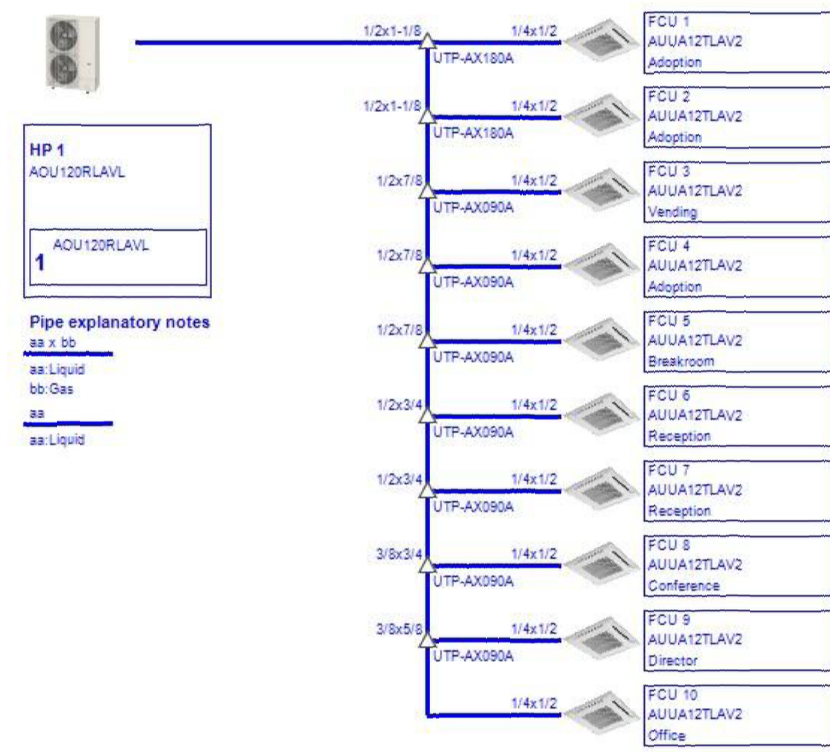 1/2x1-1/8 1/4x1/2 FCU 1
UTP-AX180A AUUA12TLAV2
Adoption
1/2x1-1/8 1/4x1/2 FCU 2
UTP-AX180A AUUA12TLAV2
Adoption
HP 1
AOU120RLAVL
AOU120RLAVL
1
Pipe explanatory notes
aa x bb
aa:Liquid
bb:Gas
aa
aa:Liquid
1/2x7/8 1/4x1/2 FCU 3
UTP-AX090A AUUA12TLAV2
Vending
1/2x7/8 1/4x1/2 FCU 4
UTP-AX090A AUUA12TLAV2
Adoption
1/2x7/8 1/4x1/2 FCU 5
UTP-AX090A AUUA12TLAV2
Breakroom
1/2x3/4 1/4x1/2 FCU 6
UTP-AX090A AUUA12TLAV2
Reception
1/2x3/4 1/4x1/2 FCU 7
UTP-AX090A AUUA12TLAV2
Reception
3/8x3/4 1/4x1/2 FCU 8
UTP-AX090A AUUA12TLAV2
Conference
3/8x5/8 1/4x1/2 FCU 9
UTP-AX090A AUUA12TLAV2
Director
1/4x1/2 FCU 10
AUUA12TLAV2
Office